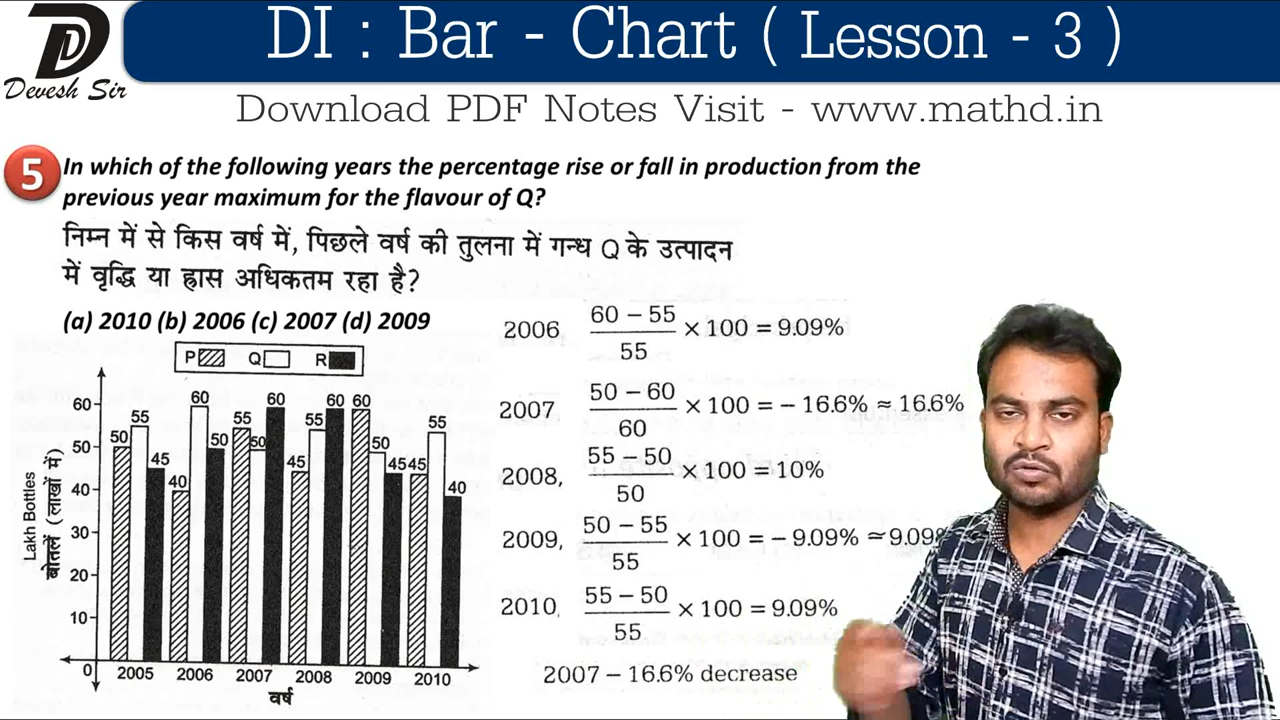 DI : Bar - Chart ( Lesson - 3 )
Devesh Sir
Download PDF Notes Visit - www.mathd.in
5 In which of the following years the percentage rise or fall in production from the
previous year maximum for the flavour of Q?
निम्न में से किस वर्ष में, पिछले वर्ष की तुलना में गन्ध Q के उत्पादन
में वृद्धि या ह्रास अधिकतम रहा है?
(a) 2010 (b) 2006 (c) 2007 (d) 2009
P Q R
Lakh Bottles
बोतलें (लाखों में)
60
50
40
30
20
10
0
50 55 45
40 60 50
55 50 60
45 55 60
60 50 45
45 55 40
2005 2006 2007 2008 2009 2010
वर्ष
2006, 60 – 55 / 55 × 100 = 9.09%
2007, 50 – 60 / 60 × 100 = – 16.6% ≈ 16.6%
2008, 55 – 50 / 50 × 100 = 10%
2009, 50 – 55 / 55 × 100 = – 9.09% ≈
2010, 55 – 50 / 55 × 100 = 9.09%
2007 – 16.6% decrease